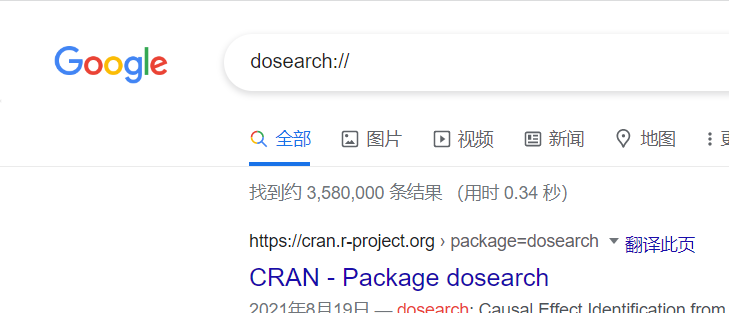 Google
dosearch://
全部 图片 视频 新闻 地图
找到约 3,580,000 条结果 （用时 0.34 秒）
https://cran.r-project.org › package=dosearch 翻译此页
CRAN - Package dosearch
2021年8月19日 — dosearch: Causal Effect Identification from